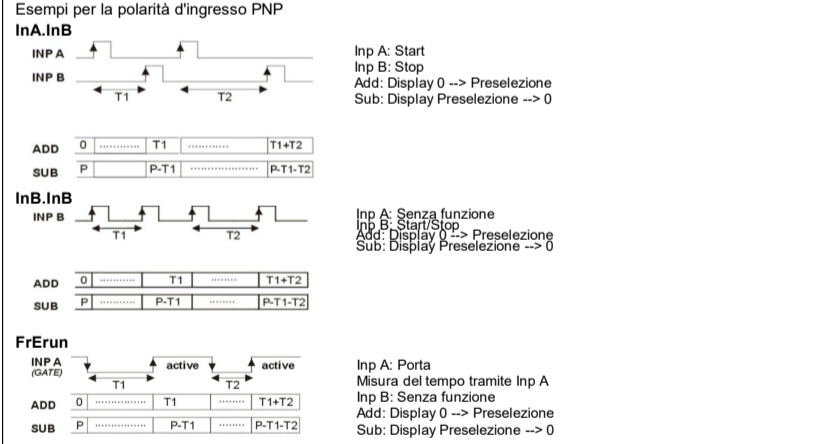 Esempi per la polarità d'ingresso PNP
InA.InB
INP A
INP B
T1 T2
Inp A: Start
Inp B: Stop
Add: Display 0 --> Preselezione
Sub: Display Preselezione --> 0
ADD 0 ............ T1 ............ T1+T2
SUB P P-T1 .................... P-T1-T2
InB.InB
INP B
T1 T2
Inp A: Senza funzione
Inp B: Start/Stop
Add: Display 0 --> Preselezione
Sub: Display Preselezione --> 0
ADD 0 ........... T1 ........ T1+T2
SUB P ........... P-T1 ........ P-T1-T2
FrErun
INP A
(GATE)
active active
T1 T2
Inp A: Porta
Misura del tempo tramite Inp A
Inp B: Senza funzione
Add: Display 0 --> Preselezione
Sub: Display Preselezione --> 0
ADD 0 ................ T1 ........ T1+T2
SUB P ................ P-T1 ........ P-T1-T2